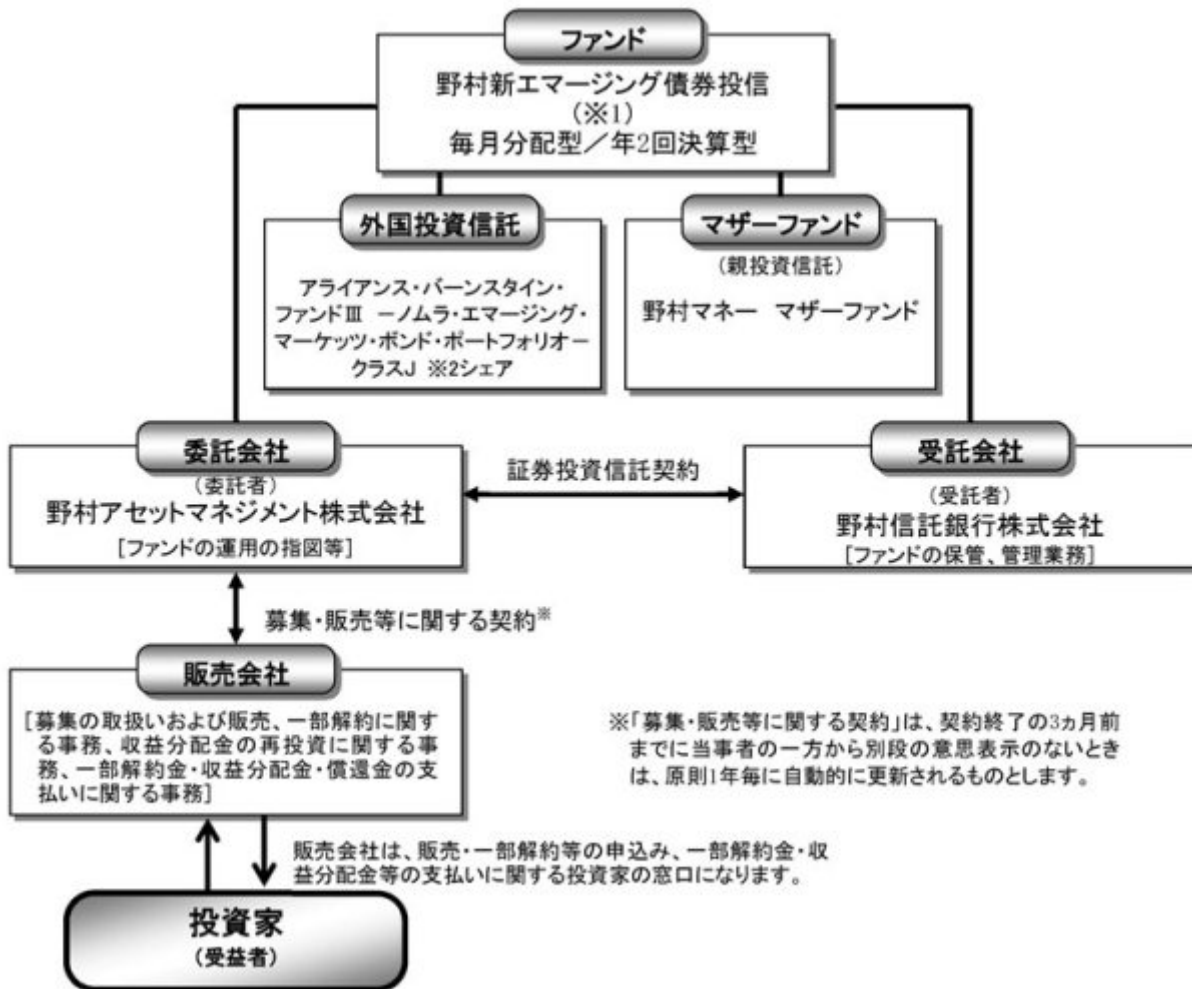 ファンド
野村新エマージング債券投信
(※1)
毎月分配型／年2回決算型
外国投資信託
アライアンス・バーンスタイン・
ファンドⅢ －ノムラ・エマージング・
マーケッツ・ボンド・ポートフォリオ－
クラスJ ※2シェア
マザーファンド
(親投資信託)
野村マネー マザーファンド
委託会社
(委託者)
野村アセットマネジメント株式会社
[ファンドの運用の指図等]
証券投資信託契約
受託会社
(受託者)
野村信託銀行株式会社
[ファンドの保管、管理業務]
募集・販売等に関する契約※
販売会社
[募集の取扱いおよび販売、一部解約に関す
る事務、収益分配金の再投資に関する事
務、一部解約金・収益分配金・償還金の支
払いに関する事務]
※「募集・販売等に関する契約」は、契約終了の3ヵ月前
までに当事者の一方から別段の意思表示のないとき
は、原則1年毎に自動的に更新されるものとします。
販売会社は、販売・一部解約等の申込み、一部解約金・収
益分配金等の支払いに関する投資家の窓口になります。
投資家
(受益者)